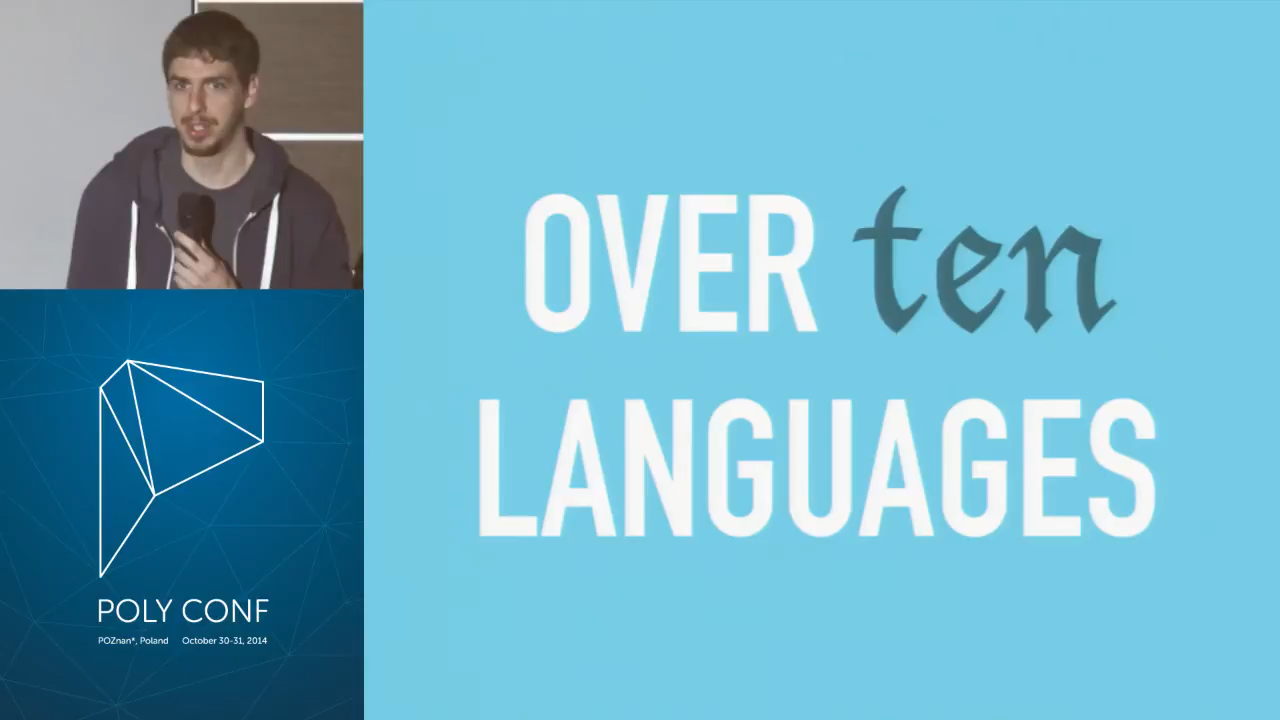 OVER ten
LANGUAGES
POLY CONF
POZnan*, Poland October 30-31, 2014